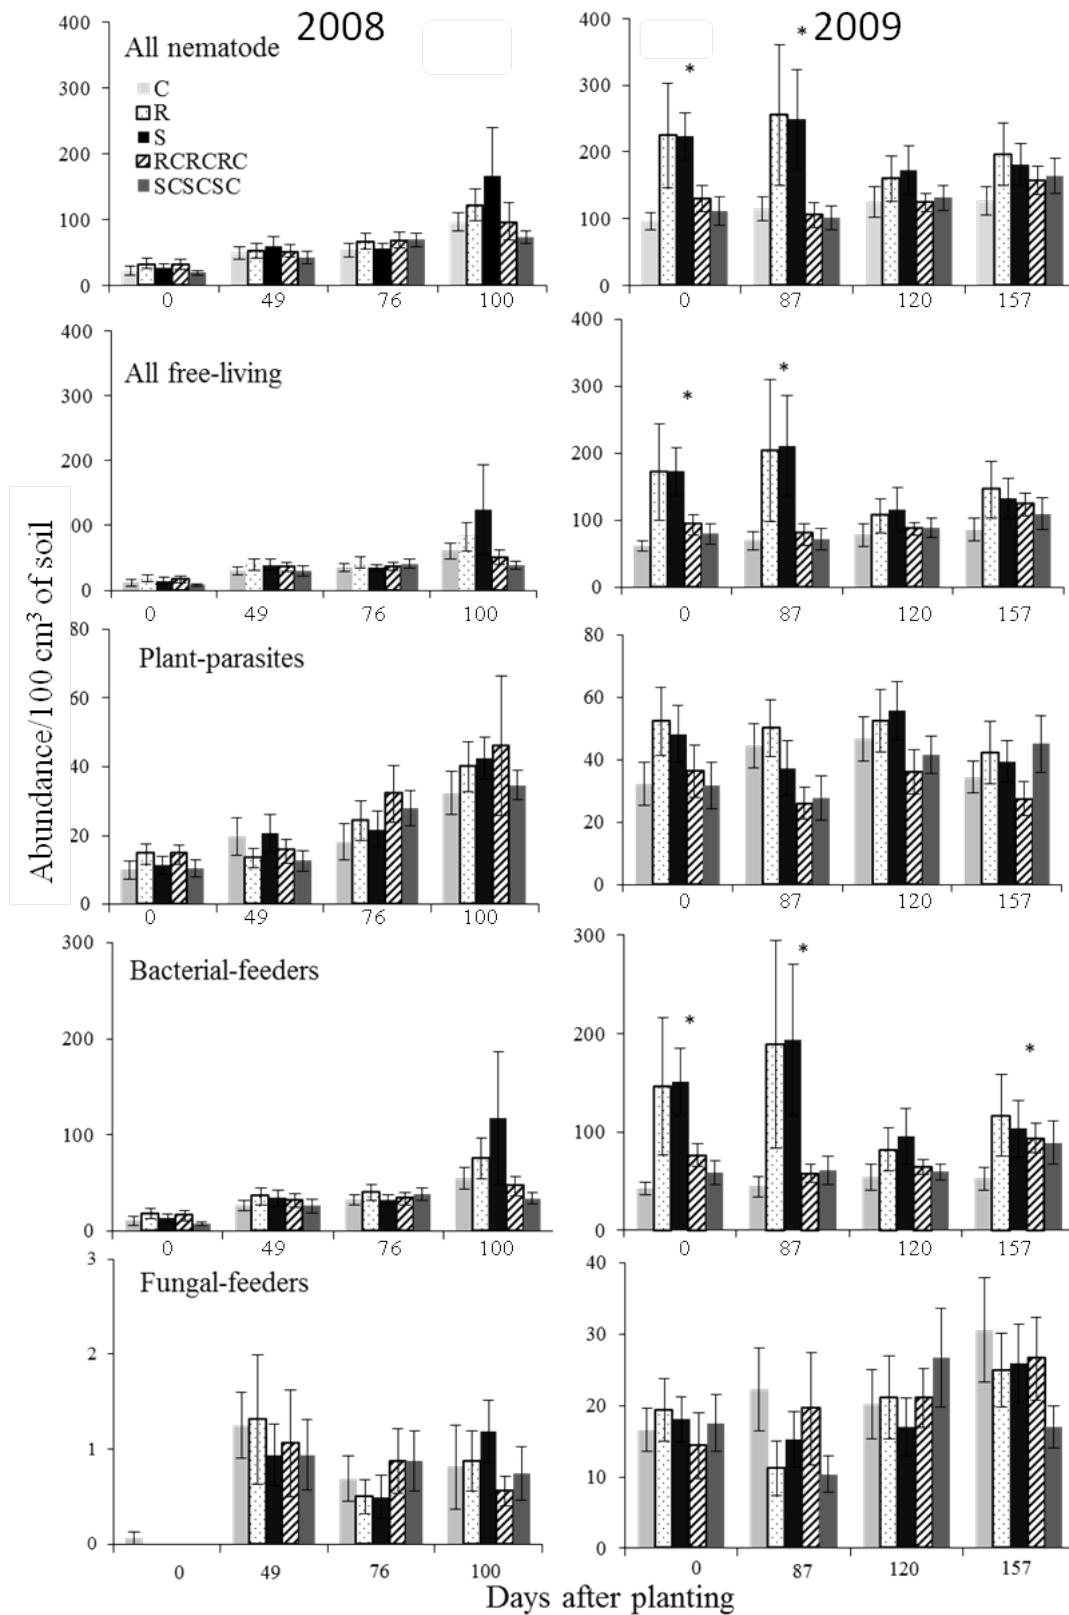 2008
2009
All nematode
C
R
S
RCRCRC
SCSCSC
400
300
200
100
0
0 49 76 100
400
*
*
300
200
100
0
0 87 120 157
All free-living
400
300
200
00
0
0 49 76 100
400
*
*
300
200
100
0
0 87 120 157
Plant-parasites
80
60
40
20
0
0 49 76 100
80
60
40
20
0
0 87 120 157
Bacterial-feeders
300
200
100
0
0 49 76 100
300
*
*
*
200
100
0
0 87 120 157
Fungal-feeders
3
2
1
0
0 49 76 100
40
30
20
10
0
0 87 120 157
Abundance/100 cm³ of soil
Days after planting